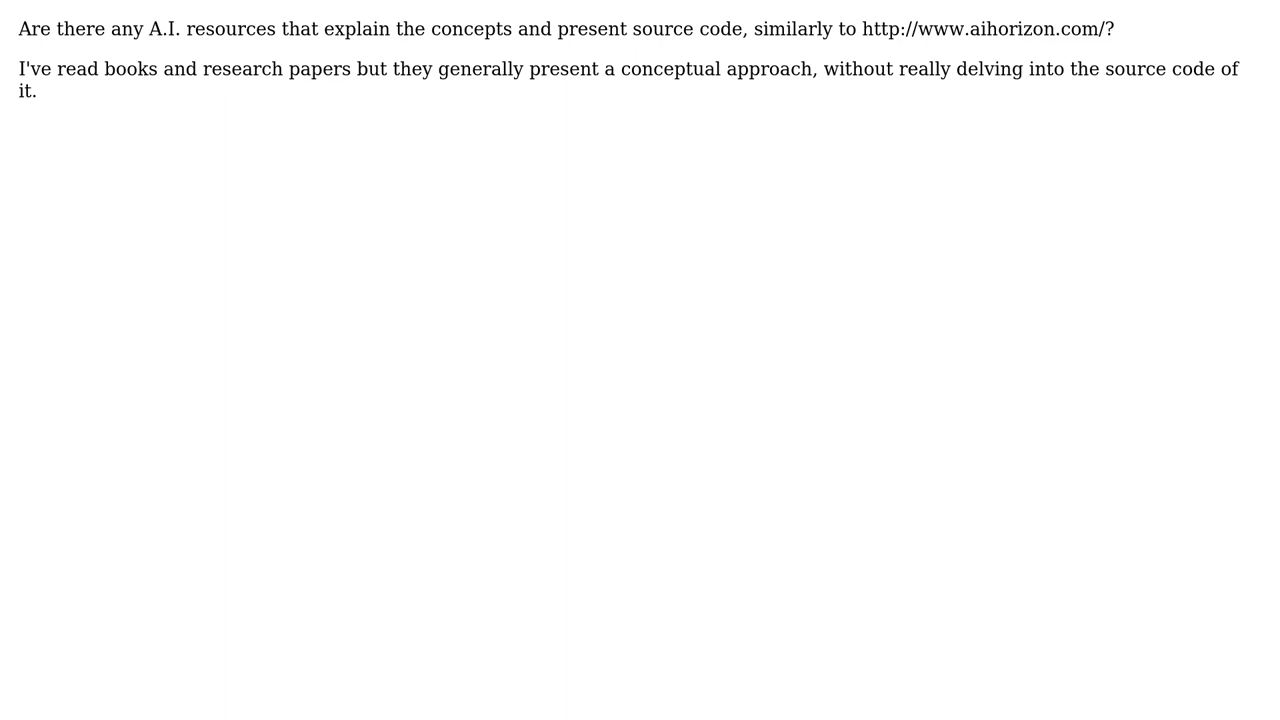 Are there any A.I. resources that explain the concepts and present source code, similarly to http://www.aihorizon.com/?
I've read books and research papers but they generally present a conceptual approach, without really delving into the source code of
it.